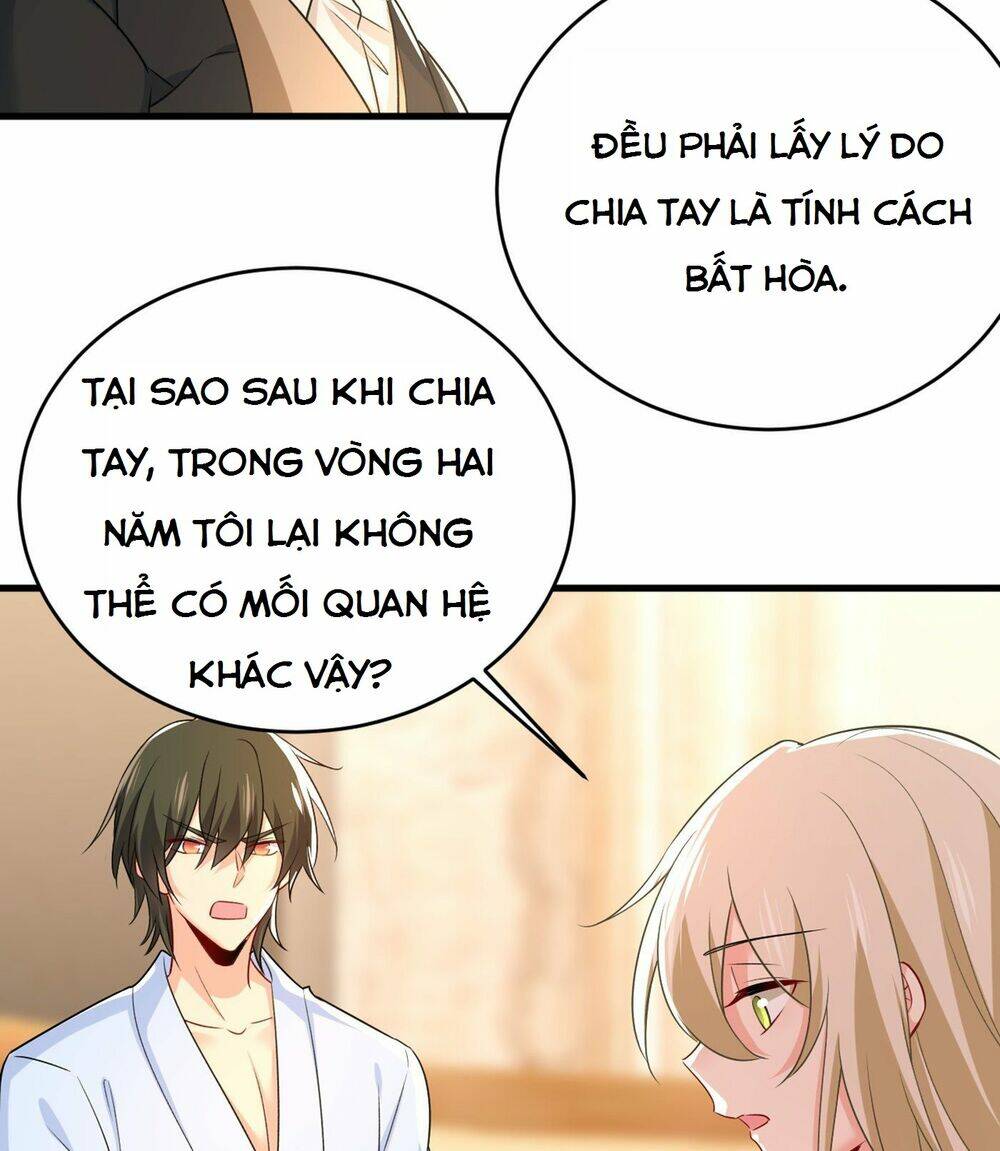 ĐỀU PHẢI LẤY LÝ DO
CHIA TAY LÀ TÍNH CÁCH
BẤT HÒA.
TẠI SAO SAU KHI CHIA
TAY, TRONG VÒNG HAI
NĂM TÔI LẠI KHÔNG
THỂ CÓ MỐI QUAN HỆ
KHÁC VẬY?